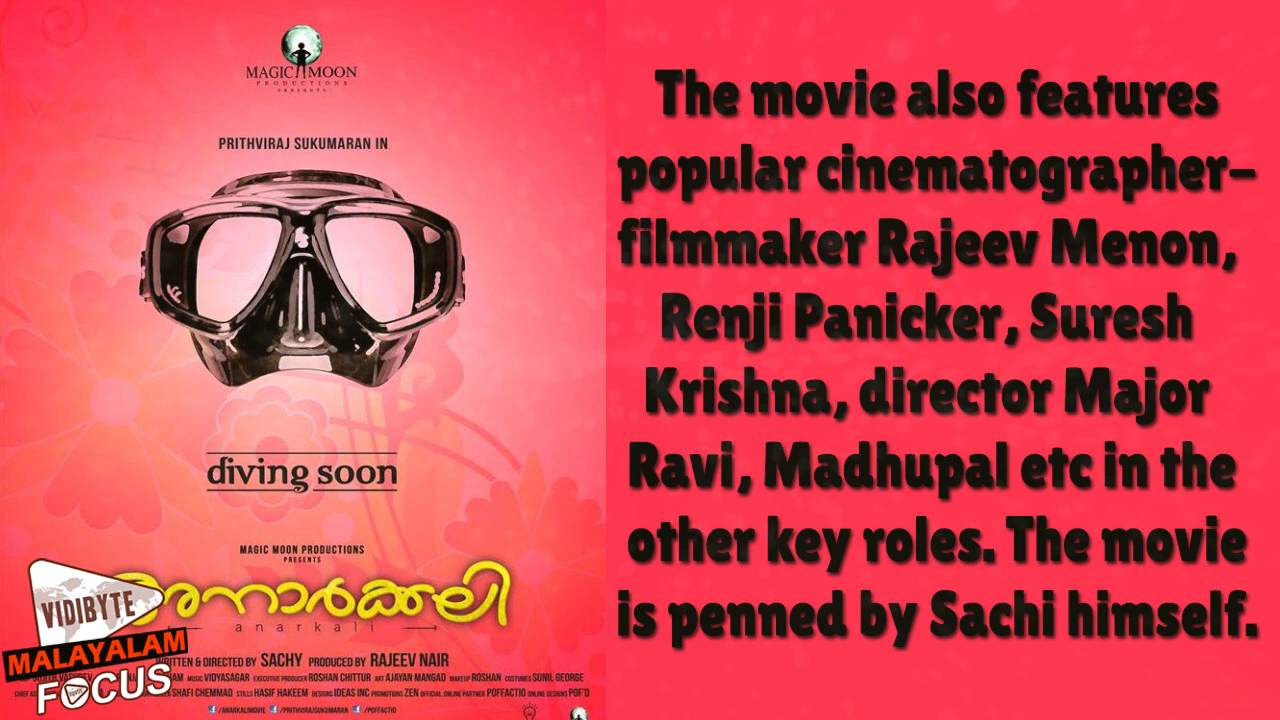 MAGIC MOON
PRODUCTIONS
PRESENTS
PRITHVIRAJ SUKUMARAN IN
diving soon
MAGIC MOON PRODUCTIONS
PRESENTS
അനാർക്കലി
anarkali
WRITTEN & DIRECTED BY SACHY PRODUCED BY RAJEEV NAIR
MUSIC VIDYASAGAR EXECUTIVE PRODUCER ROSHAN CHITTUR ART AJAYAN MANGAD MAKEUP ROSHAN COSTUMES SUNIL GEORGE
SHAFI CHEMMAD STILLS HASIF HAKEEM DESIGNS IDEAS INC PROMOTIONS ZEN OFFICIAL ONLINE PARTNER POFFACTIO ONLINE DESIGNS POF'D
/ANARKALIMOVIE /PRITHVIRAJSUKUMARAN /POFFACTIO
VIDIBYTE
MALAYALAM
FOCUS
The movie also features
popular cinematographer-
filmmaker Rajeev Menon,
Renji Panicker, Suresh
Krishna, director Major
Ravi, Madhupal etc in the
other key roles. The movie
is penned by Sachi himself.